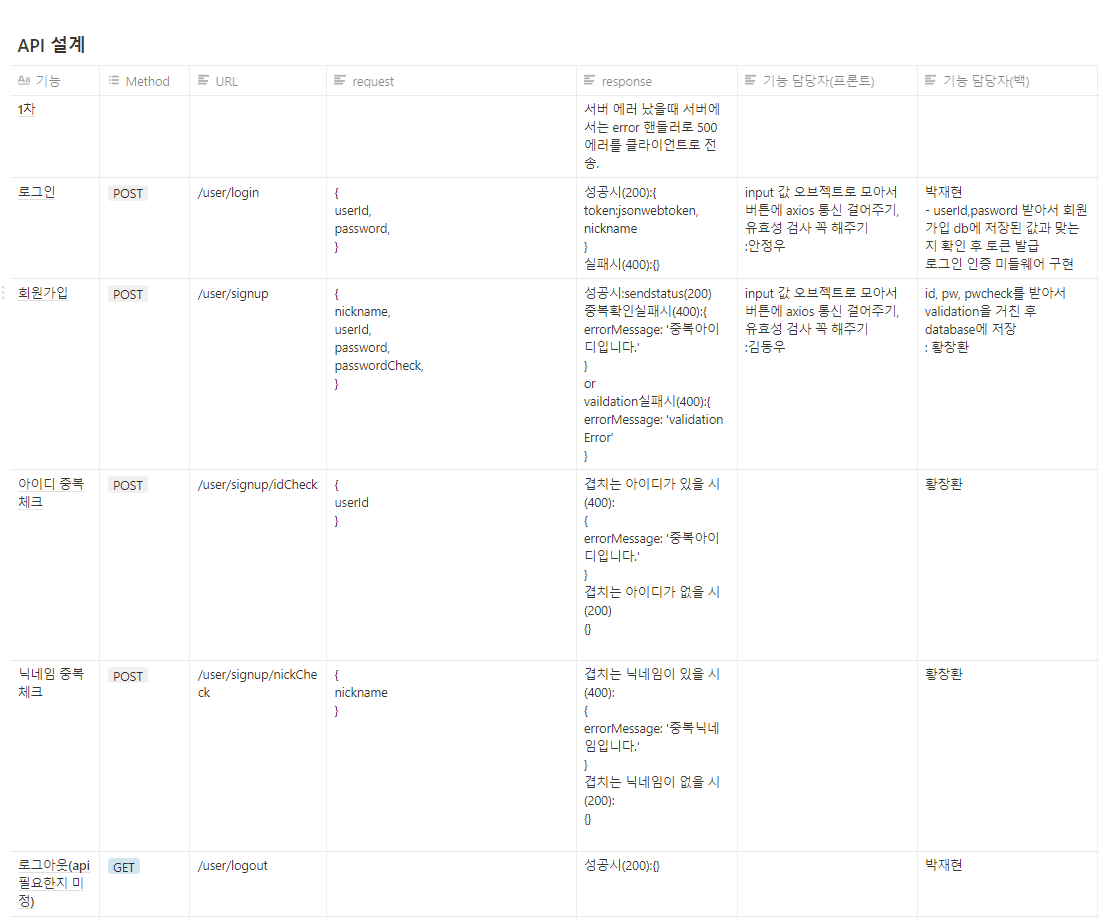 API 설계
Aa 기능
Method
URL
request
response
기능 담당자(프론트)
기능 담당자(백)
1차
서버 에러 났을때 서버에
서는 error 핸들러로 500
에러를 클라이언트로 전
송.
로그인
POST
/user/login
{
userId,
password,
}
성공시(200):{
token:jsonwebtoken,
nickname
}
실패시(400):{}
input 값 오브젝트로 모아서
버튼에 axios 통신 걸어주기,
유효성 검사 꼭 해주기
:안정우
박재현
- userId,pasword 받아서 회원
가입 db에 저장된 값과 맞는
지 확인 후 토큰 발급
로그인 인증 미들웨어 구현
회원가입
POST
/user/signup
{
nickname,
userId,
password,
passwordCheck,
}
성공시:sendstatus(200)
중복확인실패시(400):{
errorMessage: '중복아이
디입니다.'
}
or
vaildation실패시(400):{
errorMessage: 'validation
Error'
}
input 값 오브젝트로 모아서
버튼에 axios 통신 걸어주기,
유효성 검사 꼭 해주기
:김동우
id, pw, pwcheck를 받아서
validation을 거친 후
database에 저장
: 황창환
아이디 중복
체크
POST
/user/signup/idCheck
{
userId
}
겹치는 아이디가 있을 시
(400):
{
errorMessage: '중복아이
디입니다.'
}
겹치는 아이디가 없을 시
(200)
{}
황창환
닉네임 중복
체크
POST
/user/signup/nickChe
ck
{
nickname
}
겹치는 닉네임이 있을 시
(400):
{
errorMessage: '중복닉네
임입니다.'
}
겹치는 닉네임이 없을 시
(200):
{}
황창환
로그아웃(api
필요한지 미
정)
GET
/user/logout
성공시(200):{}
박재현